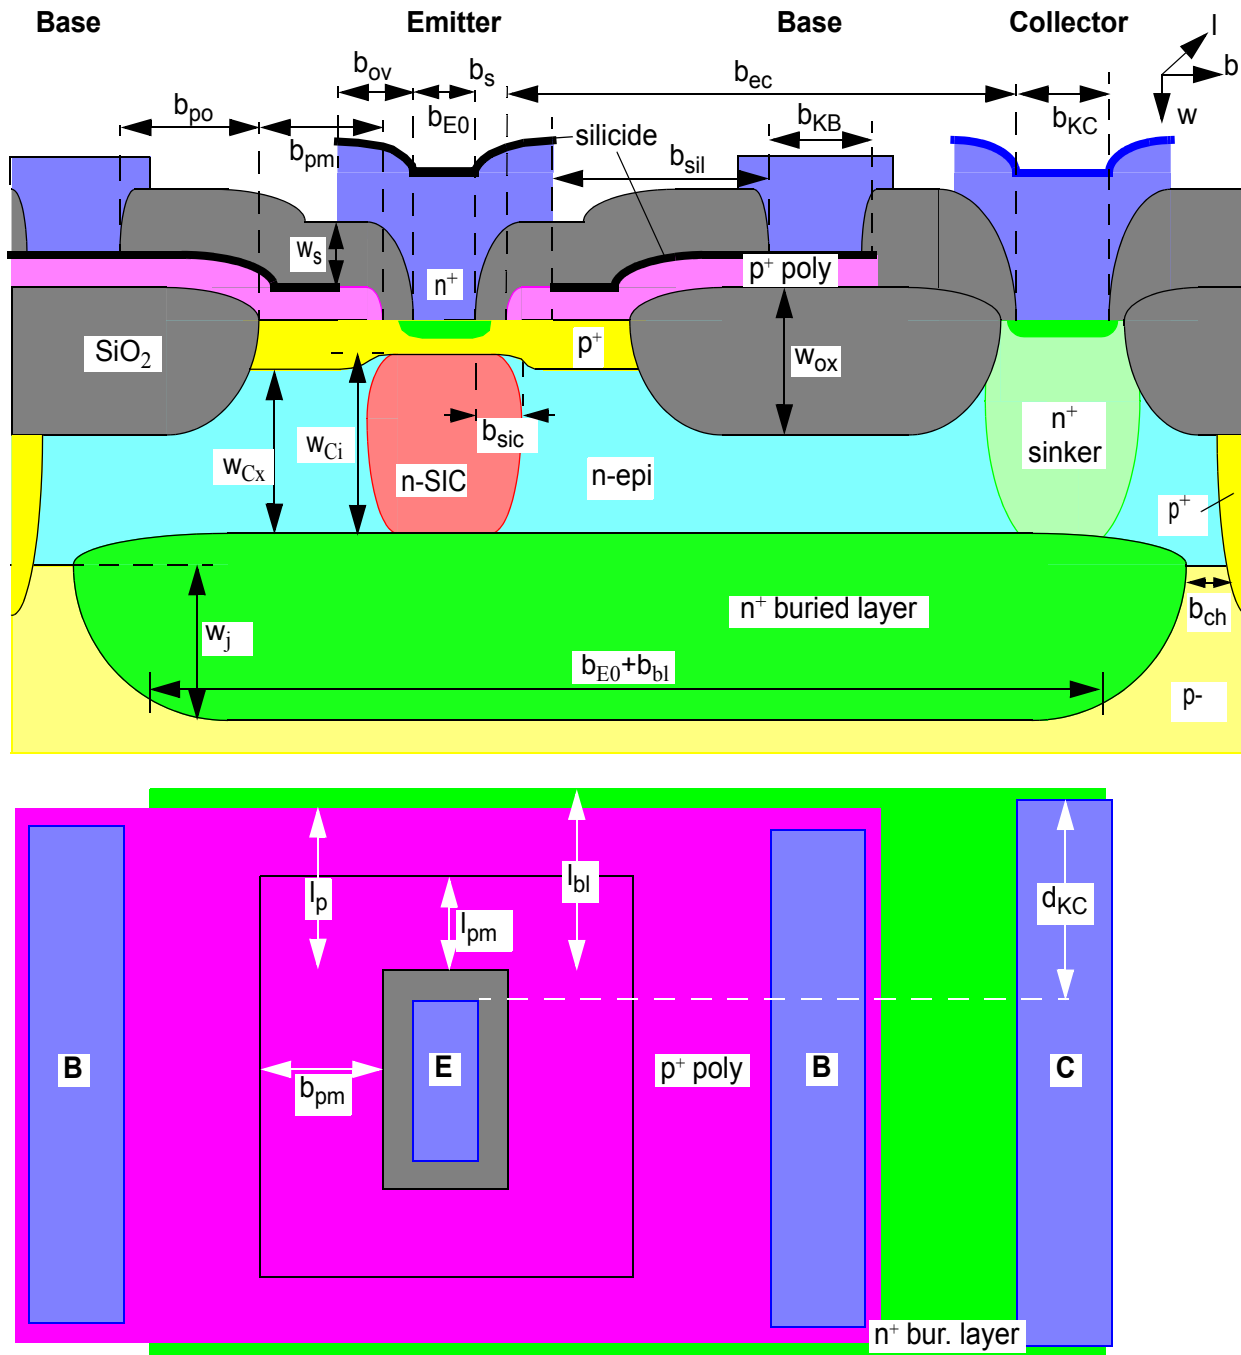 Base Emitter Base Collector
l
b
w
b_ov b_s b_ec
b_po b_E0 b_KB b_KC
b_pm silicide b_sil
w_s
n⁺ p⁺ poly
SiO₂ p⁺ w_ox
w_Cx w_Ci b_sic n⁺
sinker
n-SIC n-epi p⁺
w_j n⁺ buried layer b_ch
b_E0+b_bl
p-
l_p l_bl d_KC
l_pm
B E p⁺ poly B C
b_pm
n⁺ bur. layer